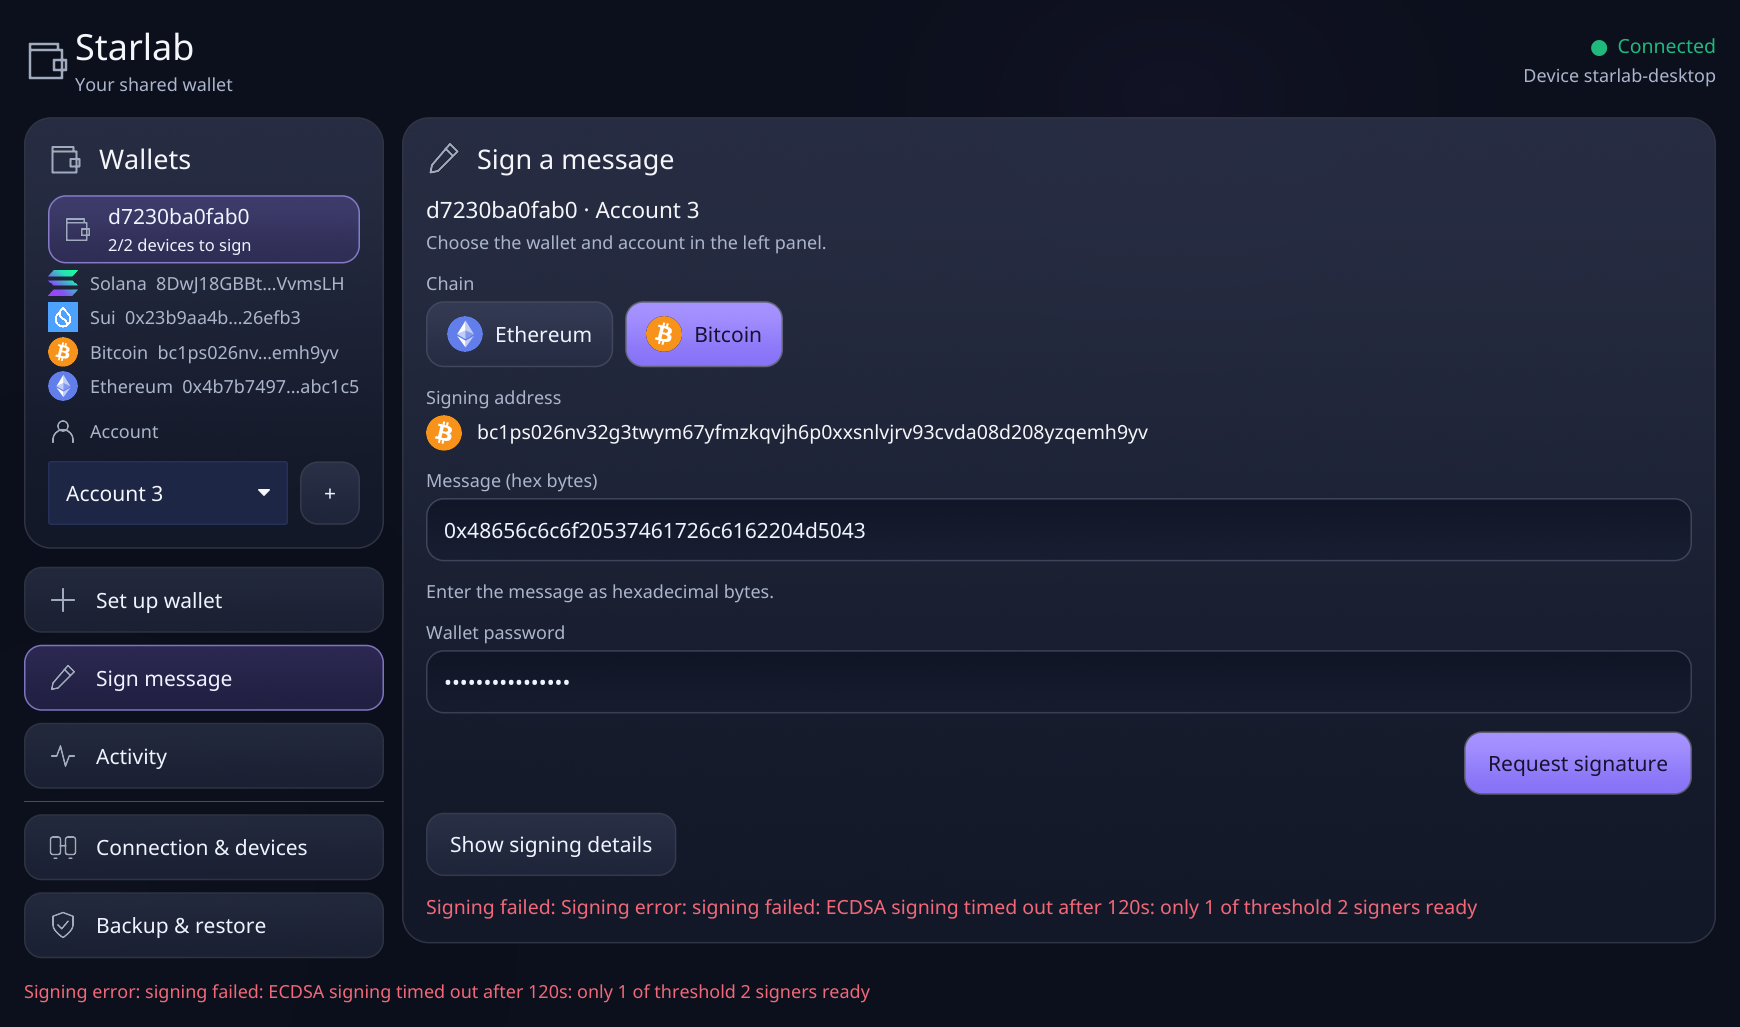 Starlab
Your shared wallet
Connected
Device starlab-desktop
Wallets
d7230ba0fab0
2/2 devices to sign
Solana 8DwJ18GBBt...VvmsLH
Sui 0x23b9aa4b...26efb3
Bitcoin bc1ps026nv...emh9yv
Ethereum 0x4b7b7497...abc1c5
Account
Account 3
+
Set up wallet
Sign message
Activity
Connection & devices
Backup & restore
Sign a message
d7230ba0fab0 · Account 3
Choose the wallet and account in the left panel.
Chain
Ethereum
Bitcoin
Signing address
bc1ps026nv32g3twym67yfmzkqvjh6p0xxsnlvjrv93cvda08d208yzqemh9yv
Message (hex bytes)
0x48656c6c6f20537461726c6162204d5043
Enter the message as hexadecimal bytes.
Wallet password
••••••••••••••••
Request signature
Show signing details
Signing failed: Signing error: signing failed: ECDSA signing timed out after 120s: only 1 of threshold 2 signers ready
Signing error: signing failed: ECDSA signing timed out after 120s: only 1 of threshold 2 signers ready